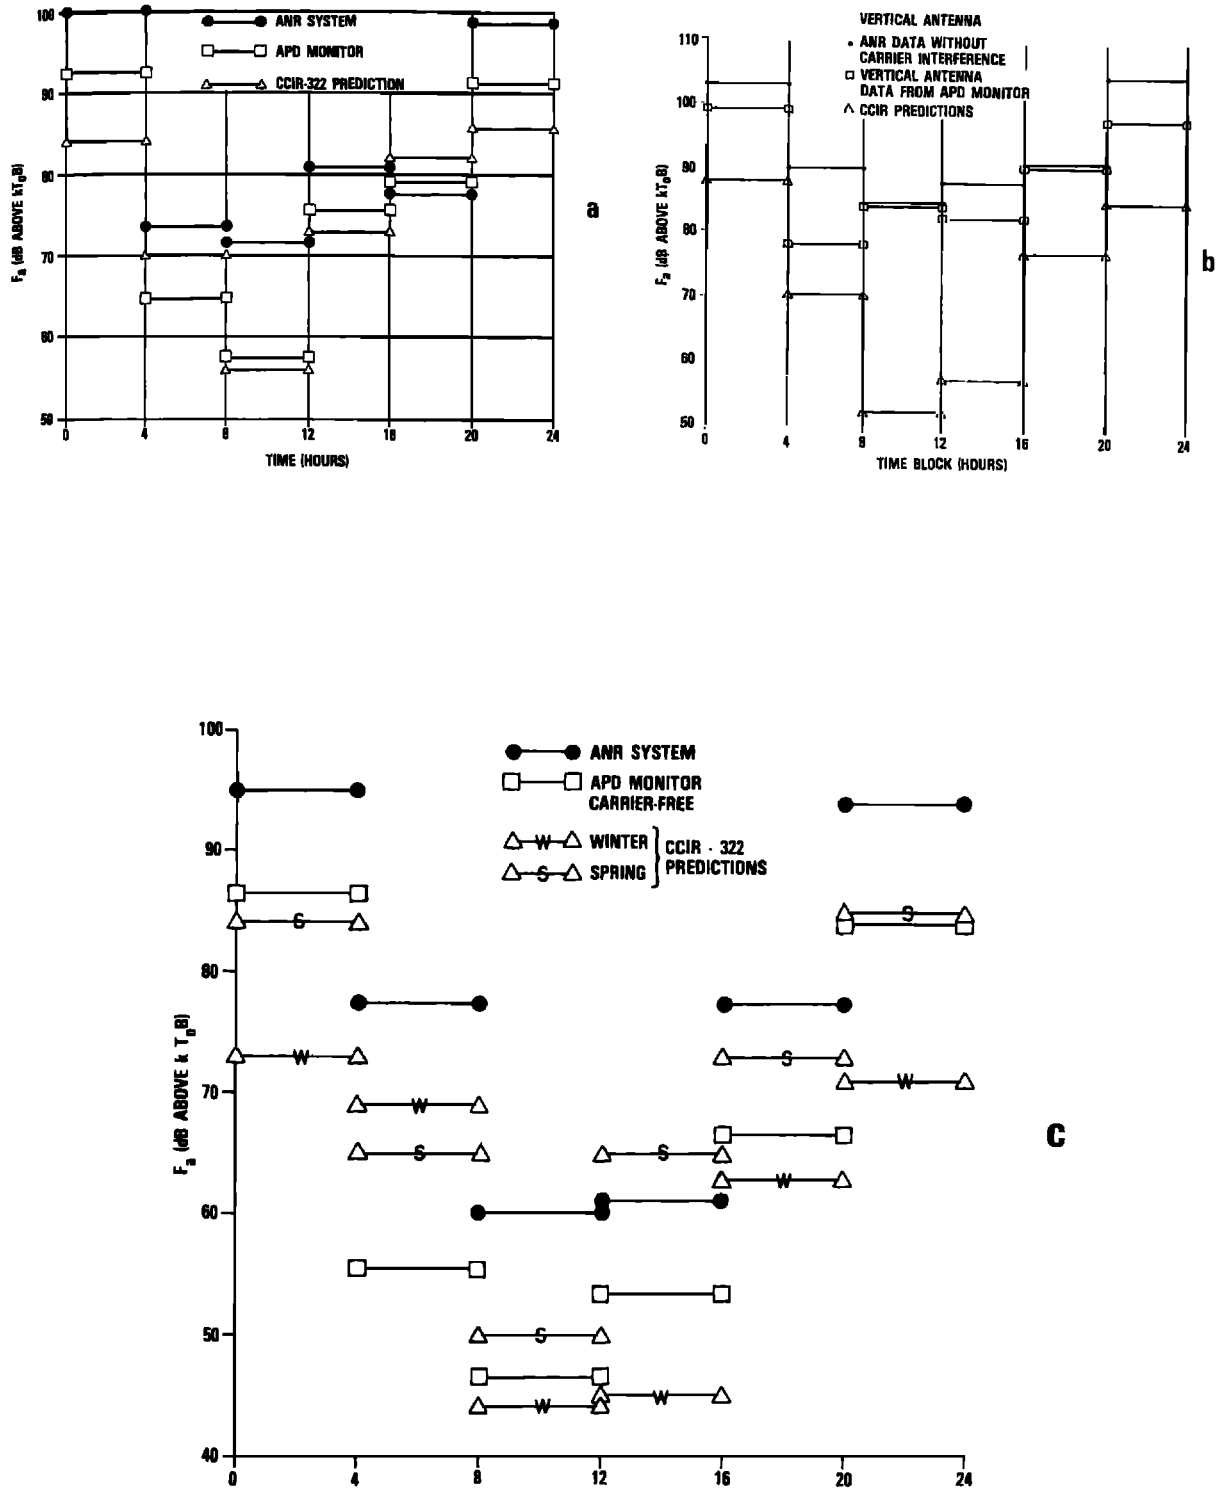 ANR SYSTEM
APD MONITOR
CCIR-322 PREDICTION
100
90
80
70
60
50
0 4 8 12 16 20 24
TIME (HOURS)
Fa (dB ABOVE kToB)
a
VERTICAL ANTENNA
ANR DATA WITHOUT
CARRIER INTERFERENCE
VERTICAL ANTENNA
DATA FROM APD MONITOR
CCIR PREDICTIONS
110
100
90
80
70
60
50
0 4 8 12 16 20 24
TIME BLOCK (HOURS)
Fa (dB ABOVE kToB)
b
ANR SYSTEM
APD MONITOR
CARRIER-FREE
W WINTER
S SPRING
CCIR - 322
PREDICTIONS
100
90
80
70
60
50
40
0 4 8 12 16 20 24
Fa (dB ABOVE k ToB)
S
S
W
S
W
W
S
S
W
S
W
W
c